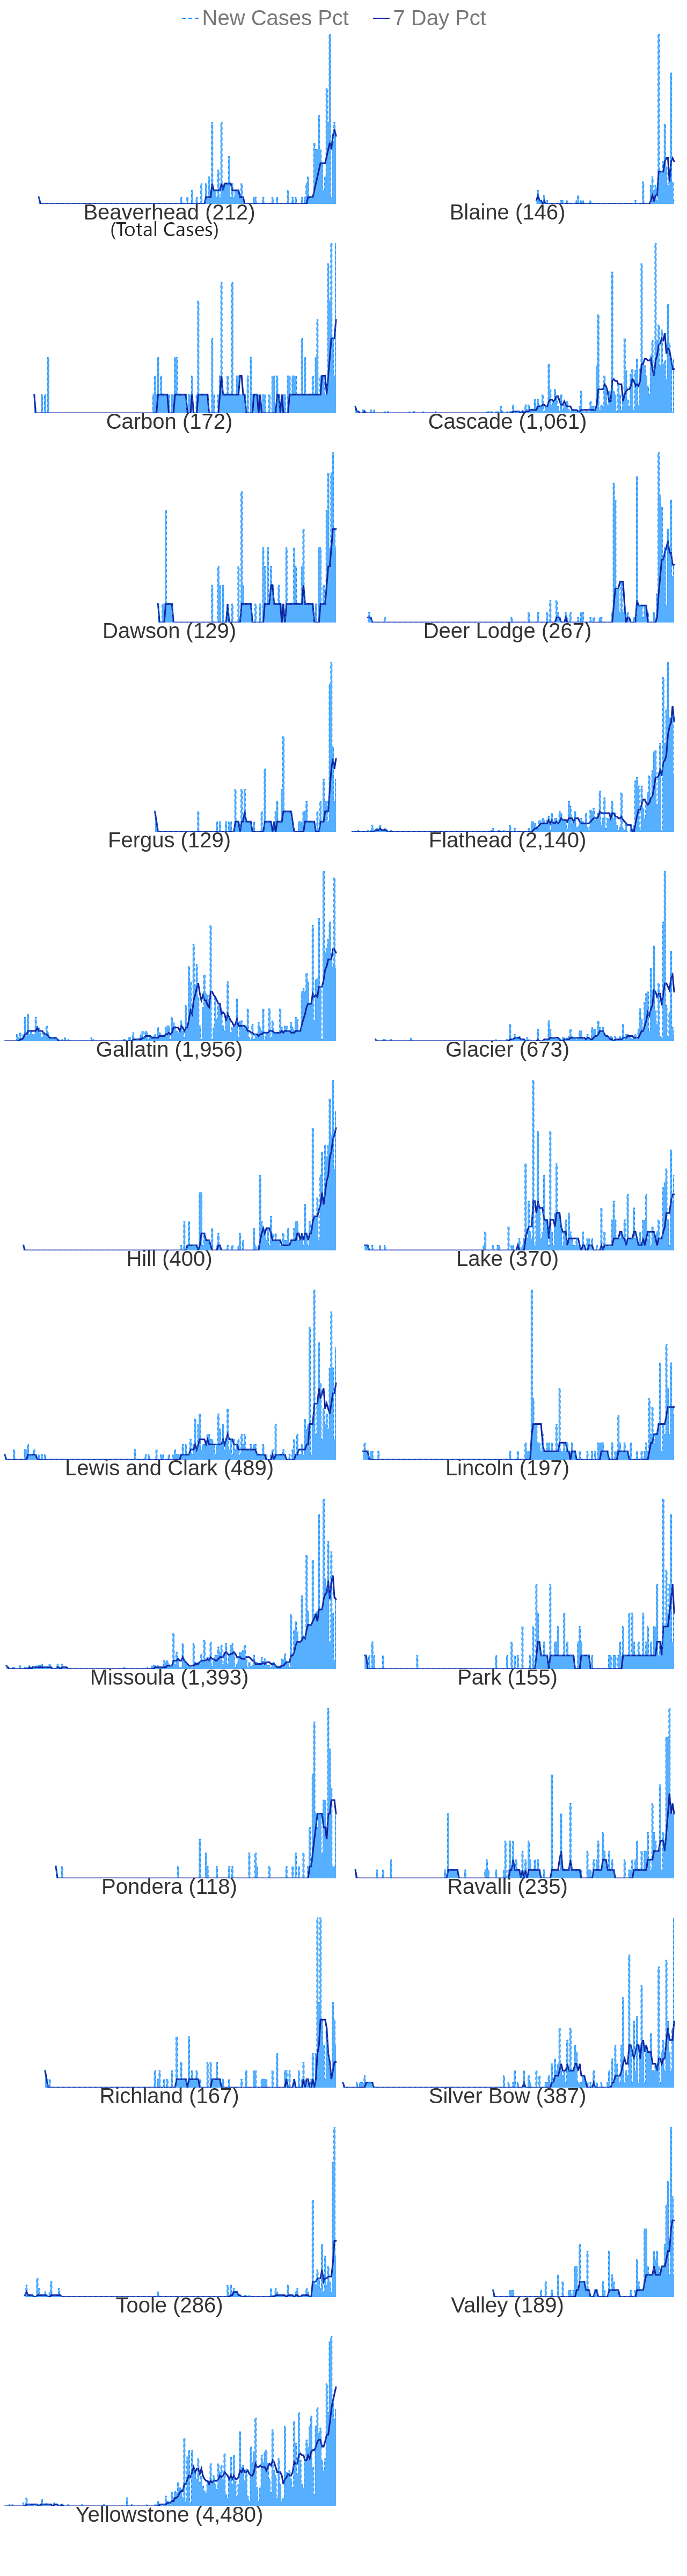 New Cases Pct 7 Day Pct
Beaverhead (212) Blaine (146)
(Total Cases)
Carbon (172) Cascade (1,061)
Dawson (129) Deer Lodge (267)
Fergus (129) Flathead (2,140)
Gallatin (1,956) Glacier (673)
Hill (400) Lake (370)
Lewis and Clark (489) Lincoln (197)
Missoula (1,393) Park (155)
Pondera (118) Ravalli (235)
Richland (167) Silver Bow (387)
Toole (286) Valley (189)
Yellowstone (4,480)